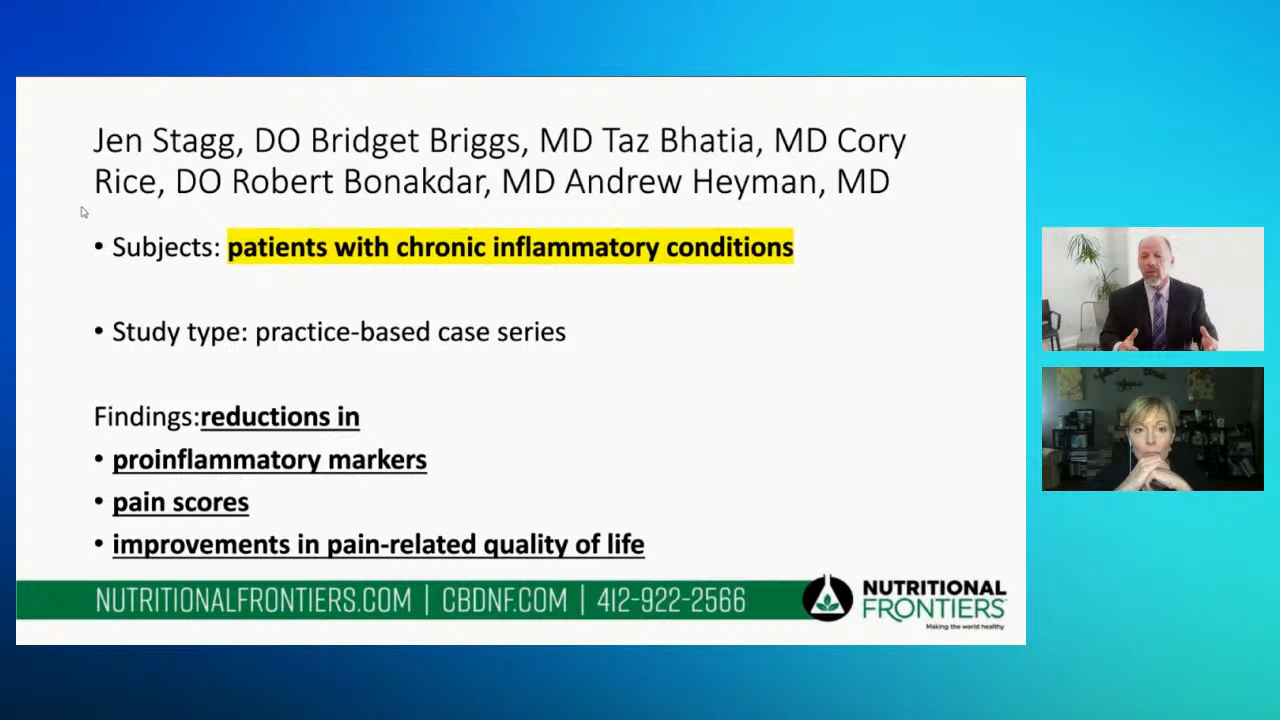 Jen Stagg, DO Bridget Briggs, MD Taz Bhatia, MD Cory
Rice, DO Robert Bonakdar, MD Andrew Heyman, MD
• Subjects: patients with chronic inflammatory conditions
• Study type: practice-based case series
Findings:reductions in
• proinflammatory markers
• pain scores
• improvements in pain-related quality of life
NUTRITIONALFRONTIERS.COM | CBDNF.COM | 412-922-2566
NUTRITIONAL
FRONTIERS
Making the world healthy